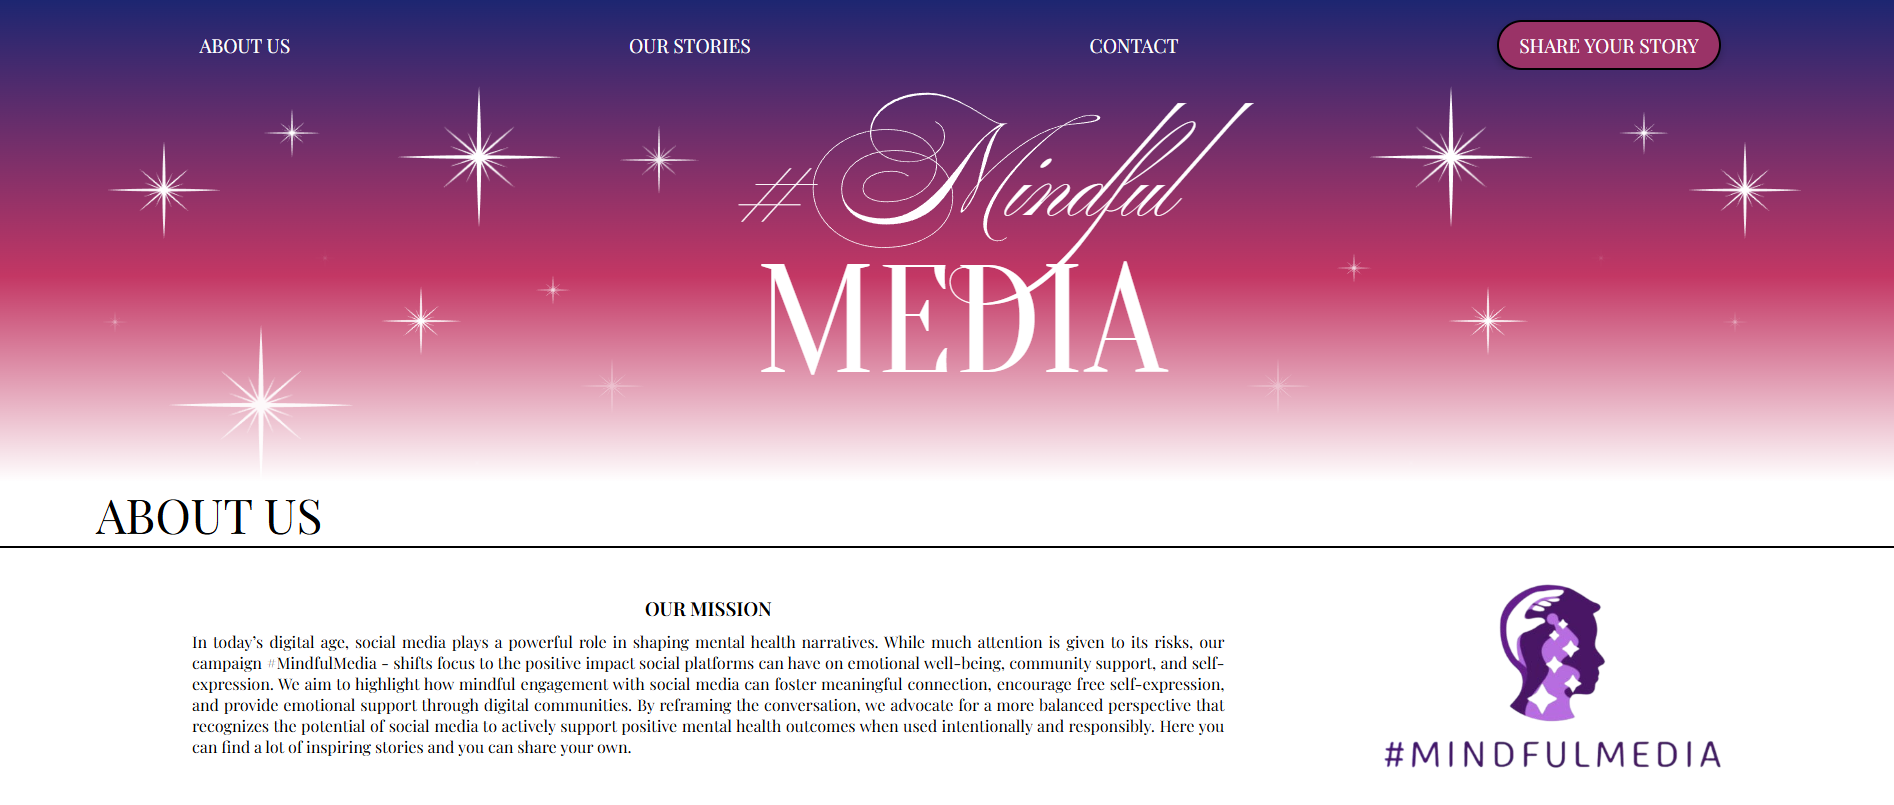 ABOUT US
OUR STORIES
CONTACT
SHARE YOUR STORY
#Mindful
MEDIA
ABOUT US
OUR MISSION
In today’s digital age, social media plays a powerful role in shaping mental health narratives. While much attention is given to its risks, our
campaign #MindfulMedia - shifts focus to the positive impact social platforms can have on emotional well-being, community support, and self-
expression. We aim to highlight how mindful engagement with social media can foster meaningful connection, encourage free self-expression,
and provide emotional support through digital communities. By reframing the conversation, we advocate for a more balanced perspective that
recognizes the potential of social media to actively support positive mental health outcomes when used intentionally and responsibly. Here you
can find a lot of inspiring stories and you can share your own.
#MINDFULMEDIA